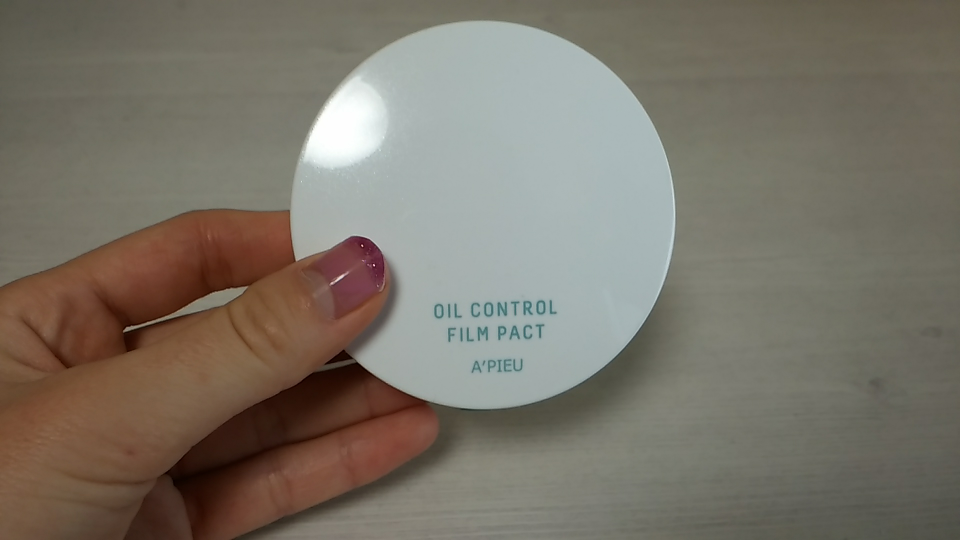 OIL CONTROL
FILM PACT
A'PIEU